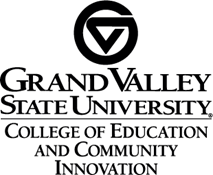 GRAND VALLEY
STATE UNIVERSITY®
COLLEGE OF EDUCATION
AND COMMUNITY
INNOVATION